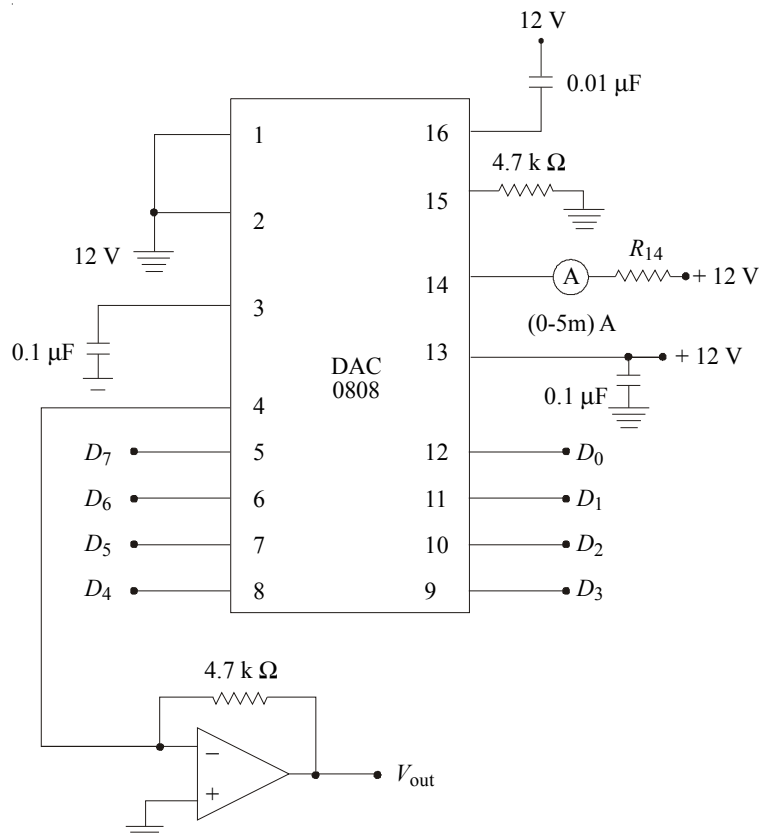 12 V
0.01 μF
1
16
4.7 k Ω
15
2
12 V
R14
14
A
+ 12 V
(0-5m) A
3
0.1 μF
13
+ 12 V
DAC
0808
0.1 μF
4
D7
5
12
D0
D6
6
11
D1
D5
7
10
D2
D4
8
9
D3
4.7 k Ω
−
+
Vout